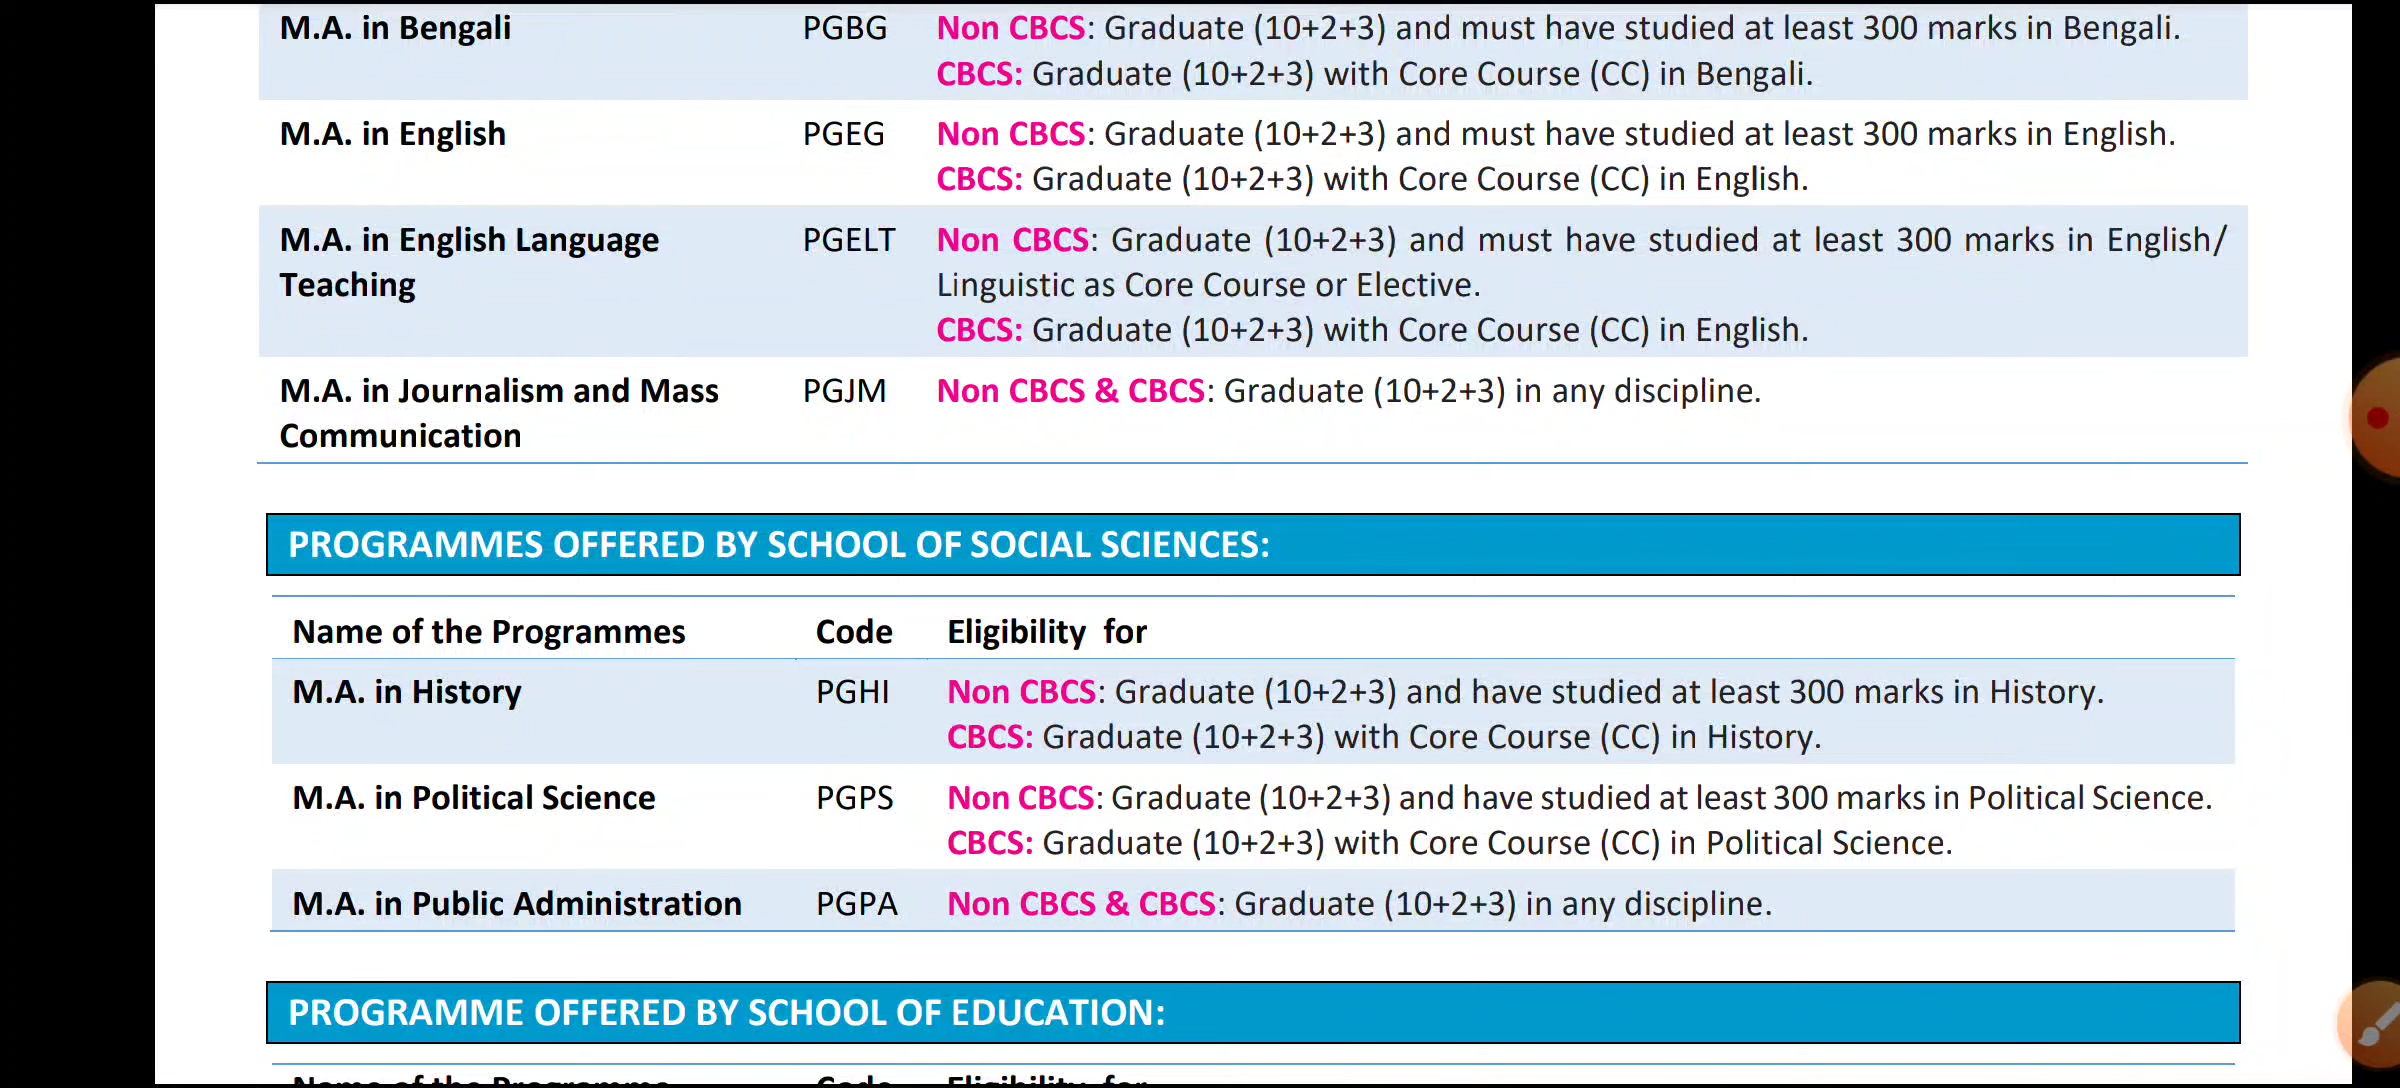 M.A. in Bengali PGBG Non CBCS: Graduate (10+2+3) and must have studied at least 300 marks in Bengali.
CBCS: Graduate (10+2+3) with Core Course (CC) in Bengali.
M.A. in English PGEG Non CBCS: Graduate (10+2+3) and must have studied at least 300 marks in English.
CBCS: Graduate (10+2+3) with Core Course (CC) in English.
M.A. in English Language PGELT Non CBCS: Graduate (10+2+3) and must have studied at least 300 marks in English/
Teaching Linguistic as Core Course or Elective.
CBCS: Graduate (10+2+3) with Core Course (CC) in English.
M.A. in Journalism and Mass PGJM Non CBCS & CBCS: Graduate (10+2+3) in any discipline.
Communication
PROGRAMMES OFFERED BY SCHOOL OF SOCIAL SCIENCES:
Name of the Programmes Code Eligibility for
M.A. in History PGHI Non CBCS: Graduate (10+2+3) and have studied at least 300 marks in History.
CBCS: Graduate (10+2+3) with Core Course (CC) in History.
M.A. in Political Science PGPS Non CBCS: Graduate (10+2+3) and have studied at least 300 marks in Political Science.
CBCS: Graduate (10+2+3) with Core Course (CC) in Political Science.
M.A. in Public Administration PGPA Non CBCS & CBCS: Graduate (10+2+3) in any discipline.
PROGRAMME OFFERED BY SCHOOL OF EDUCATION:
Name of the Programme Code Eligibility for